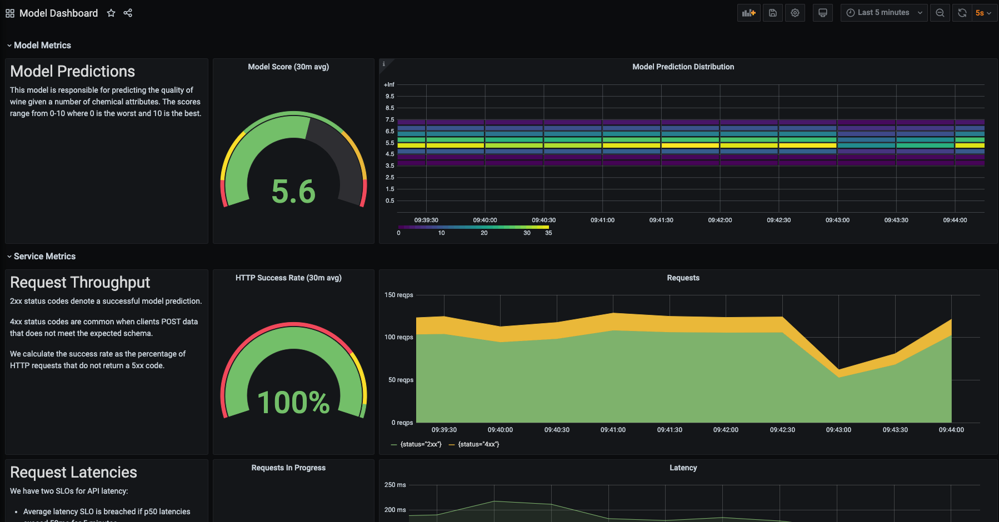 Model Dashboard
Last 5 minutes
5s
Model Metrics
Model Predictions
This model is responsible for predicting the quality of
wine given a number of chemical attributes. The scores
range from 0-10 where 0 is the worst and 10 is the best.
Model Score (30m avg)
5.6
i
Model Prediction Distribution
+Inf
9.5
8.5
7.5
6.5
5.5
4.5
3.5
2.5
1.5
0.5
09:39:30 09:40:00 09:40:30 09:41:00 09:41:30 09:42:00 09:42:30 09:43:00 09:43:30 09:44:00
0 10 20 30 35
Service Metrics
Request Throughput
2xx status codes denote a successful model prediction.
4xx status codes are common when clients POST data
that does not meet the expected schema.
We calculate the success rate as the percentage of
HTTP requests that do not return a 5xx code.
HTTP Success Rate (30m avg)
100%
Requests
150 reqps
100 reqps
50 reqps
0 reqps
09:39:30 09:40:00 09:40:30 09:41:00 09:41:30 09:42:00 09:42:30 09:43:00 09:43:30 09:44:00
{status="2xx"} {status="4xx"}
Request Latencies
We have two SLOs for API latency:
• Average latency SLO is breached if p50 latencies
Requests In Progress
Latency
250 ms
200 ms